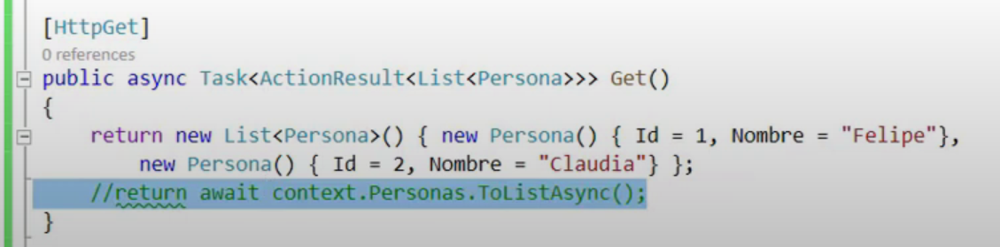 [HttpGet]
0 references
public async Task<ActionResult<List<Persona>>> Get()
{
return new List<Persona>() { new Persona() { Id = 1, Nombre = "Felipe"},
new Persona() { Id = 2, Nombre = "Claudia"} };
//return await context.Personas.ToListAsync();
}